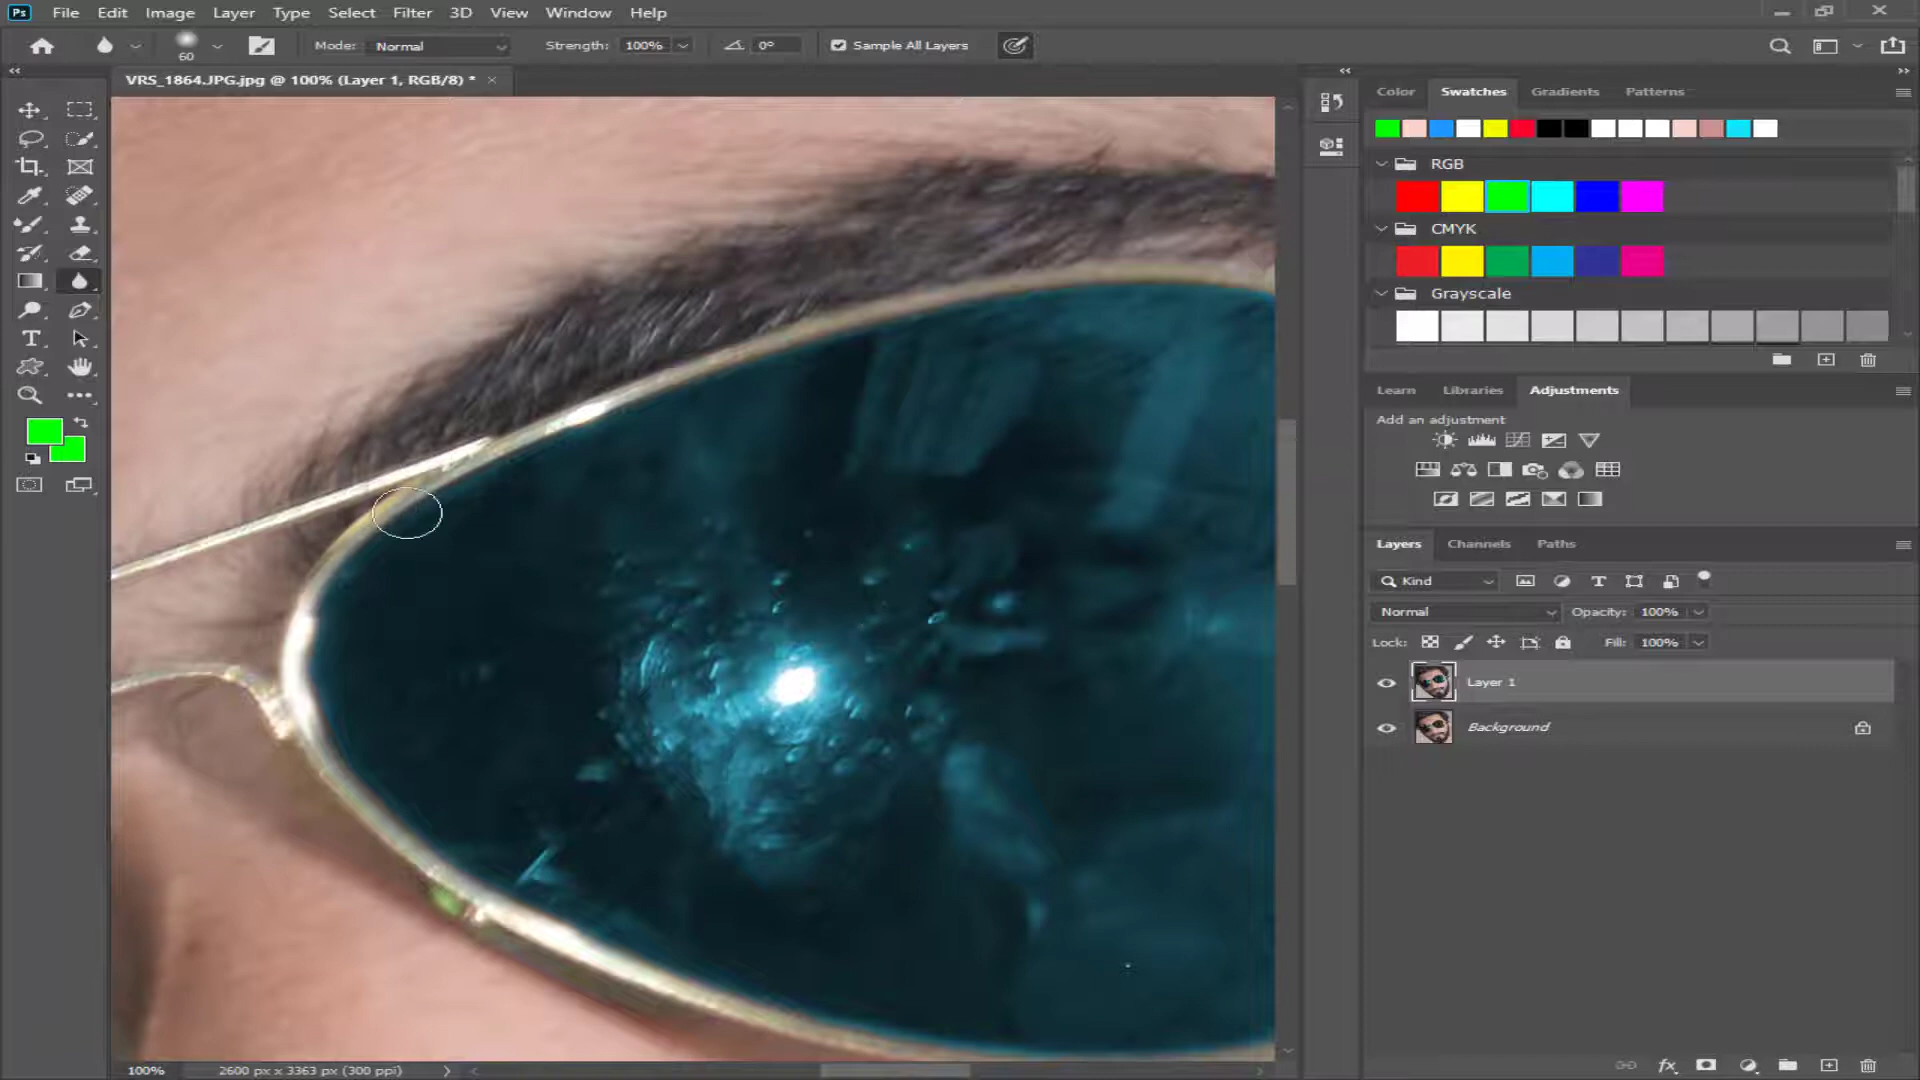 Ps File Edit Image Layer Type Select Filter 3D View Window Help
60 Mode: Normal Strength: 100% 0° Sample All Layers
VRS_1864.JPG.jpg @ 100% (Layer 1, RGB/8) *
Color Swatches Gradients Patterns
RGB
CMYK
Grayscale
Learn Libraries Adjustments
Add an adjustment
Layers Channels Paths
Kind
Normal Opacity: 100%
Lock: Fill: 100%
Layer 1
Background
fx
100% 2600 px x 3363 px (300 ppi)